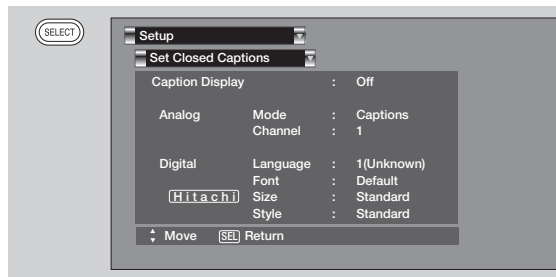 SELECT
Setup
Set Closed Captions
Caption Display : Off
Analog Mode : Captions
Channel : 1
Digital Language : 1(Unknown)
Font : Default
Hitachi Size : Standard
Style : Standard
Move SEL Return